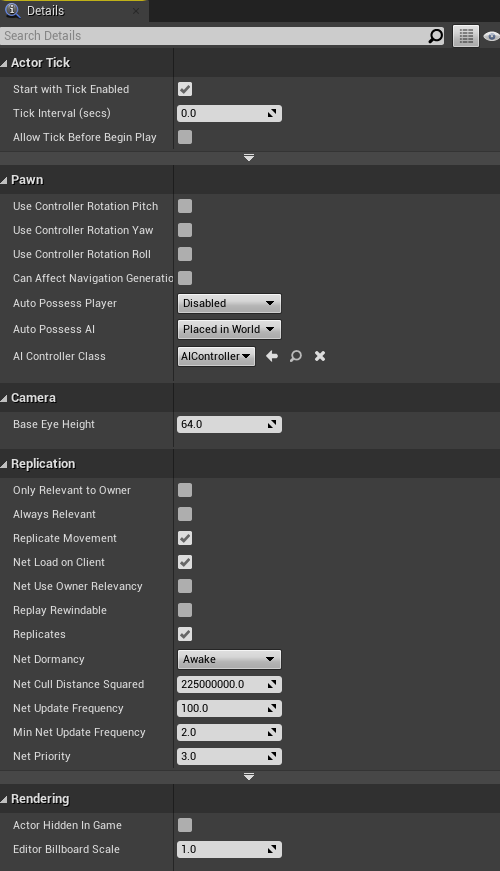 Details
Search Details
Actor Tick
Start with Tick Enabled
Tick Interval (secs) 0.0
Allow Tick Before Begin Play
Pawn
Use Controller Rotation Pitch
Use Controller Rotation Yaw
Use Controller Rotation Roll
Can Affect Navigation Generatio
Auto Possess Player Disabled
Auto Possess AI Placed in World
AI Controller Class AIController
Camera
Base Eye Height 64.0
Replication
Only Relevant to Owner
Always Relevant
Replicate Movement
Net Load on Client
Net Use Owner Relevancy
Replay Rewindable
Replicates
Net Dormancy Awake
Net Cull Distance Squared 225000000.0
Net Update Frequency 100.0
Min Net Update Frequency 2.0
Net Priority 3.0
Rendering
Actor Hidden In Game
Editor Billboard Scale 1.0